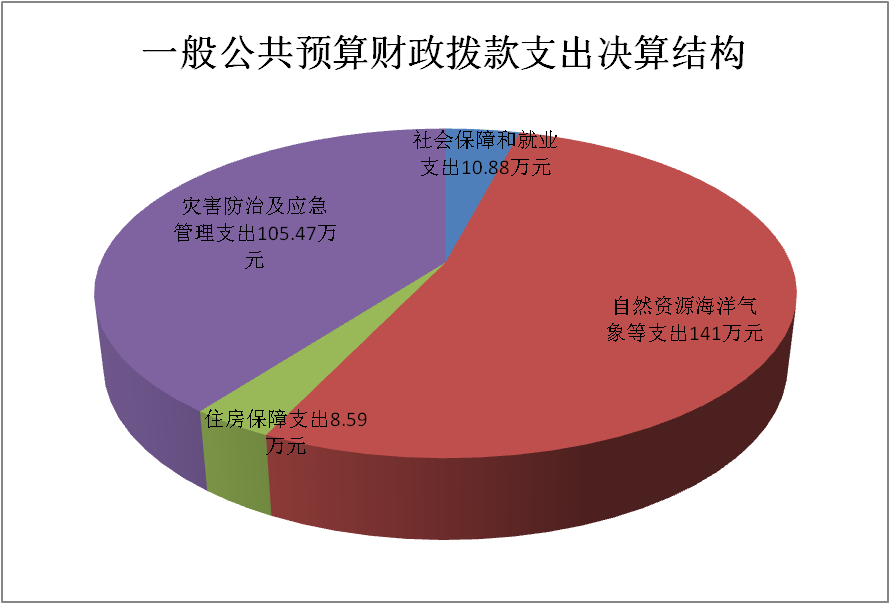 一般公共预算财政拨款支出决算结构
社会保障和就业
支出10.88万元
灾害防治及应急
管理支出105.47万
元
自然资源海洋气
象等支出141万元
住房保障支出8.59
万元